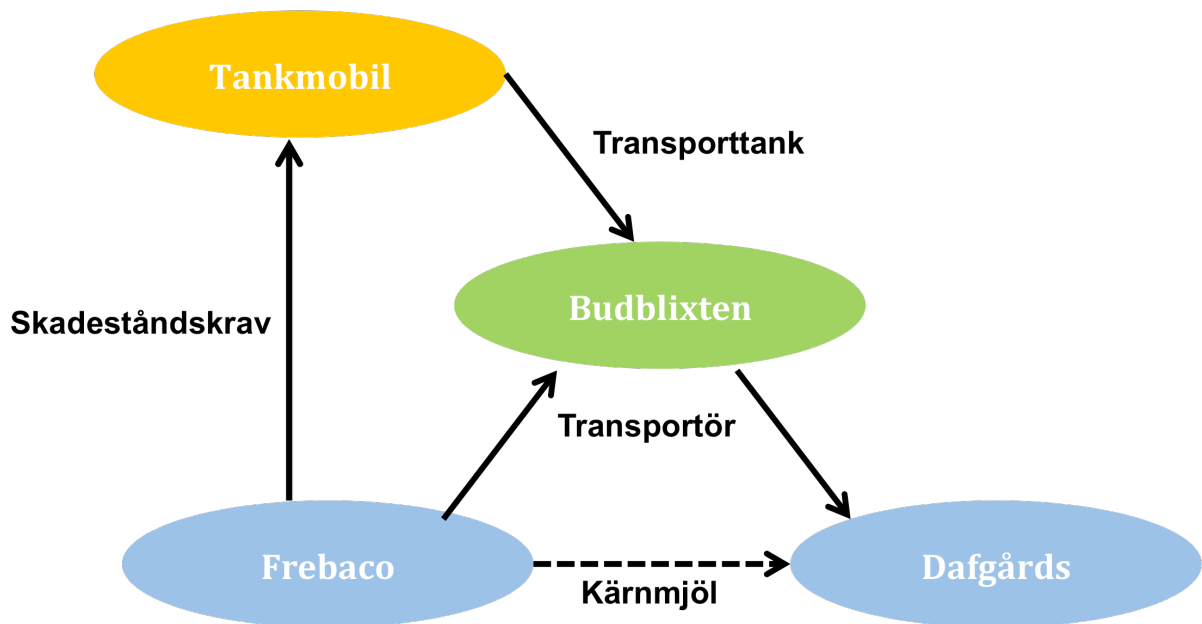 Tankmobil
Transporttank
Budblixten
Skadeståndskrav
Transportör
Frebaco
Kärnmjöl
Dafgårds